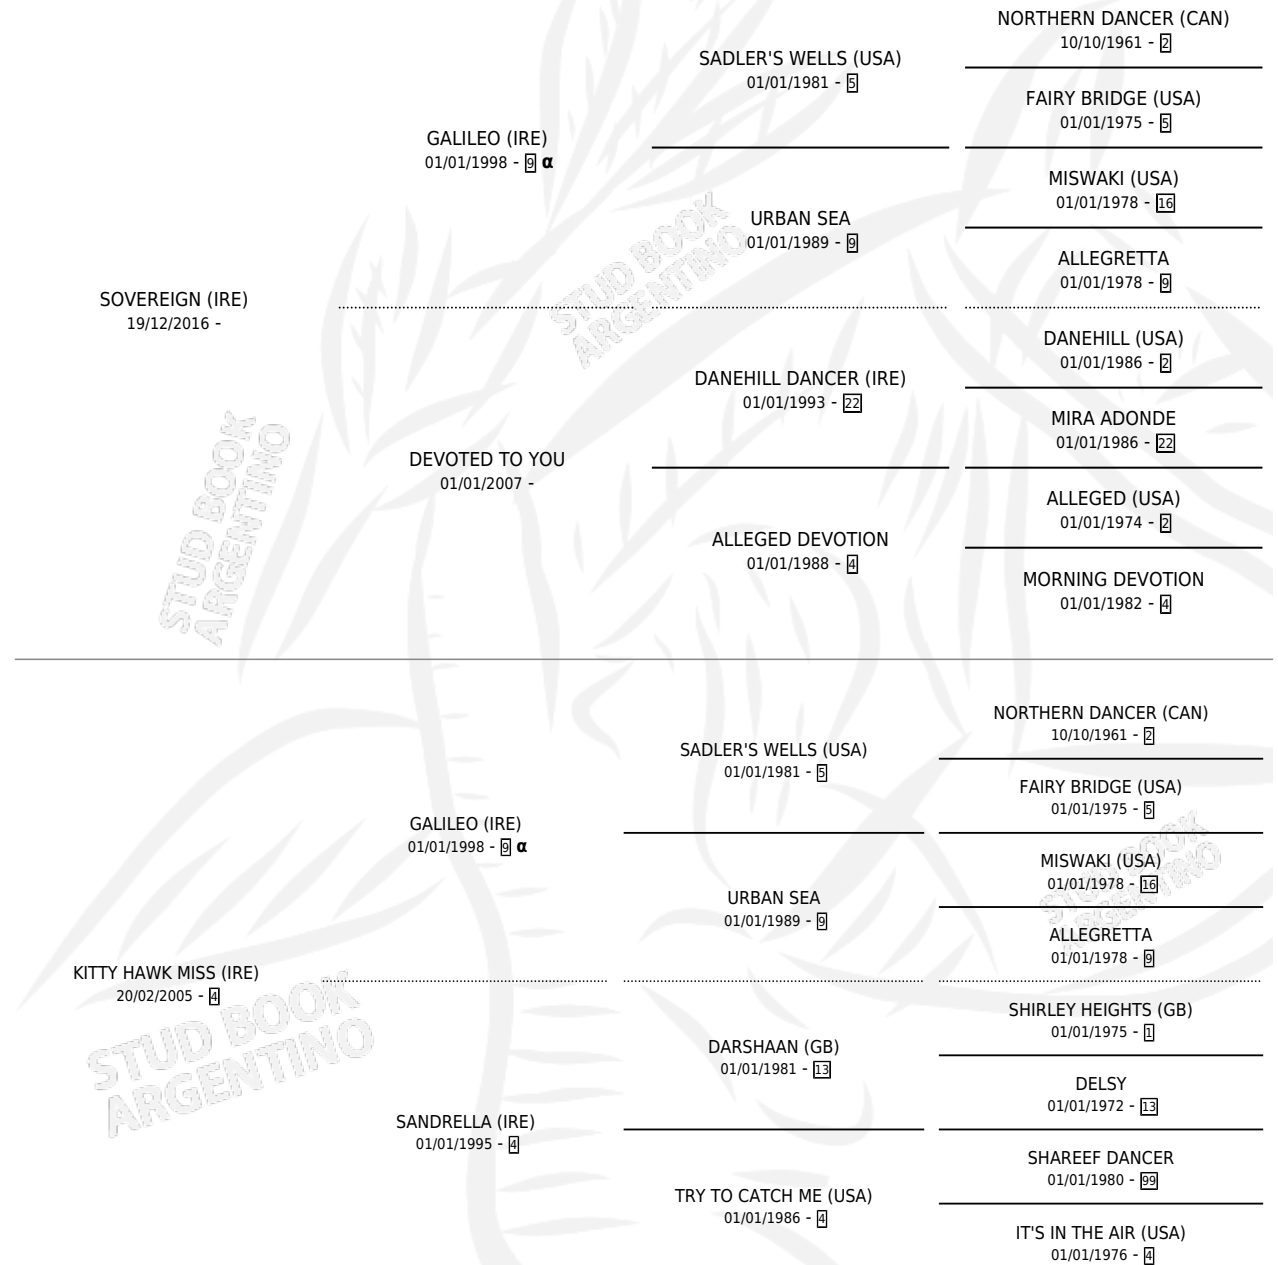 NORTHERN DANCER (CAN)
10/10/1961 - 2
SADLER'S WELLS (USA)
01/01/1981 - 5
FAIRY BRIDGE (USA)
01/01/1975 - 5
GALILEO (IRE)
01/01/1998 - 9 α
MISWAKI (USA)
01/01/1978 - 16
URBAN SEA
01/01/1989 - 9
ALLEGRETTA
01/01/1978 - 9
STUD BOOK
ARGENTINO
SOVEREIGN (IRE)
19/12/2016 -
DANEHILL (USA)
01/01/1986 - 2
DANEHILL DANCER (IRE)
01/01/1993 - 22
MIRA ADONDE
01/01/1986 - 22
DEVOTED TO YOU
01/01/2007 -
ALLEGED (USA)
01/01/1974 - 2
ALLEGED DEVOTION
01/01/1988 - 4
MORNING DEVOTION
01/01/1982 - 4
STUD BOOK
ARGENTINO
NORTHERN DANCER (CAN)
10/10/1961 - 2
SADLER'S WELLS (USA)
01/01/1981 - 5
FAIRY BRIDGE (USA)
01/01/1975 - 5
GALILEO (IRE)
01/01/1998 - 9 α
MISWAKI (USA)
01/01/1978 - 16
URBAN SEA
01/01/1989 - 9
ALLEGRETTA
01/01/1978 - 9
STUD BOOK
ARGENTINO
KITTY HAWK MISS (IRE)
20/02/2005 - 4
SHIRLEY HEIGHTS (GB)
01/01/1975 - 1
DARSHAAN (GB)
01/01/1981 - 13
DELSY
01/01/1972 - 13
STUD BOOK
ARGENTINO
SANDRELLA (IRE)
01/01/1995 - 4
SHAREEF DANCER
01/01/1980 - 99
TRY TO CATCH ME (USA)
01/01/1986 - 4
IT'S IN THE AIR (USA)
01/01/1976 - 4